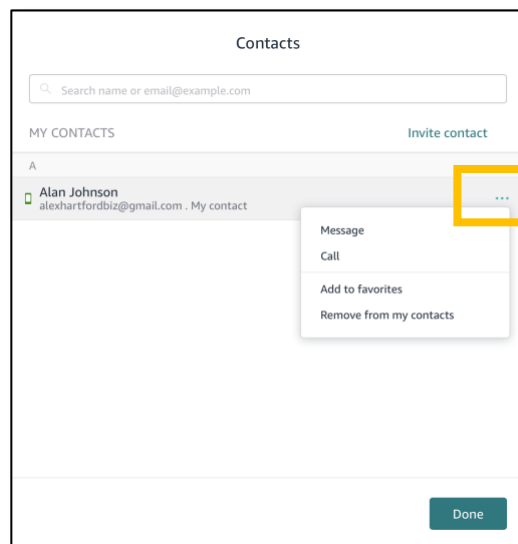 Contacts
Search name or email@example.com
MY CONTACTS Invite contact
A
Alan Johnson
alexhartfordbiz@gmail.com . My contact
...
Message
Call
Add to favorites
Remove from my contacts
Done